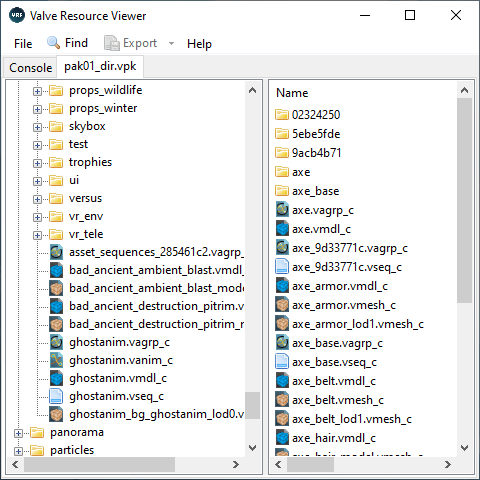 VRF Valve Resource Viewer
File Find Export Help
Console pak01_dir.vpk
props_wildlife
props_winter
skybox
test
trophies
ui
versus
vr_env
vr_tele
asset_sequences_285461c2.vagrp_
bad_ancient_ambient_blast.vmdl_
bad_ancient_ambient_blast_mode
bad_ancient_destruction_pitrim.v
bad_ancient_destruction_pitrim_r
ghostanim.vagrp_c
ghostanim.vanim_c
ghostanim.vmdl_c
ghostanim.vseq_c
ghostanim_bg_ghostanim_lod0.v
panorama
particles
Name
02324250
5ebe5fde
9acb4b71
axe
axe_base
axe.vagrp_c
axe.vmdl_c
axe_9d33771c.vagrp_c
axe_9d33771c.vseq_c
axe_armor.vmdl_c
axe_armor.vmesh_c
axe_armor_lod1.vmesh_c
axe_base.vagrp_c
axe_base.vseq_c
axe_belt.vmdl_c
axe_belt.vmesh_c
axe_belt_lod1.vmesh_c
axe_hair.vmdl_c
axe_hair_model.vmesh_c